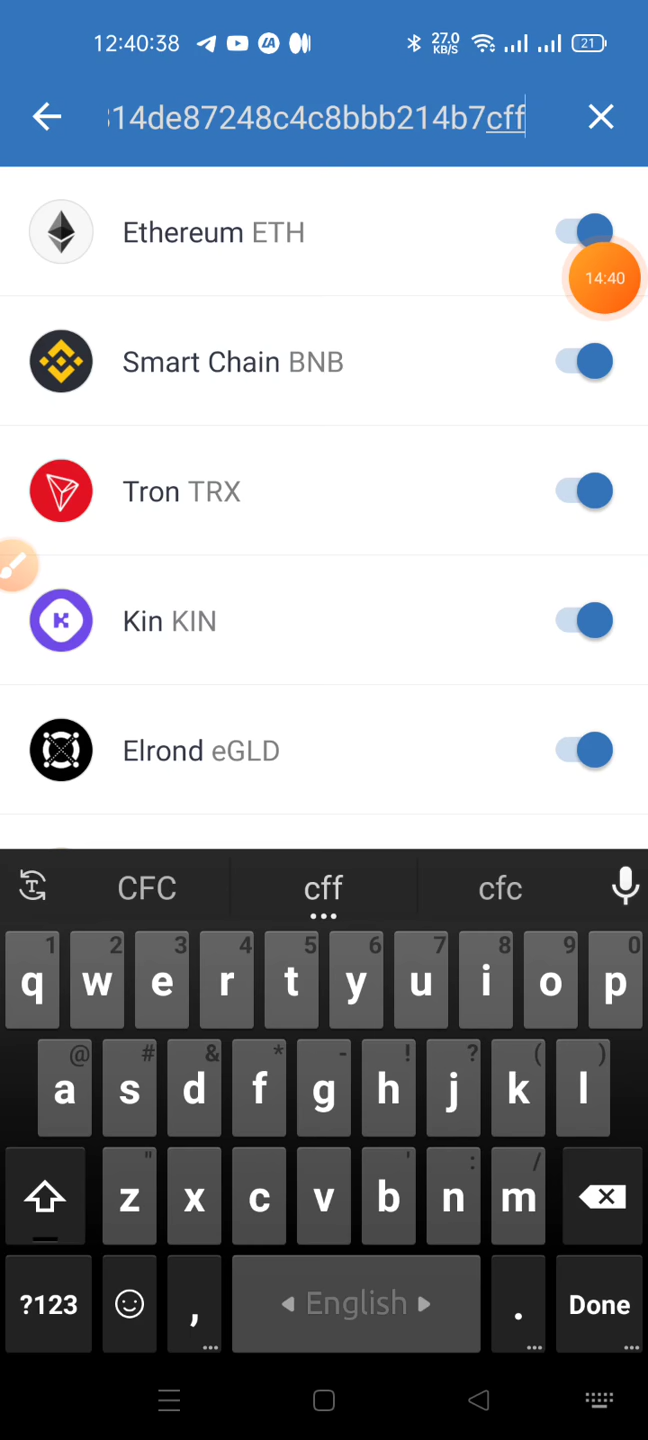 12:40:38 27.0 KB/S 21
314de87248c4c8bbb214b7cff
Ethereum ETH
14:40
Smart Chain BNB
Tron TRX
Kin KIN
Elrond eGLD
CFC cff cfc
1 2 3 4 5 6 7 8 9 0
q w e r t y u i o p
@ # & * - ! ? ( )
a s d f g h j k l
" ' : /
z x c v b n m
?123 , English . Done